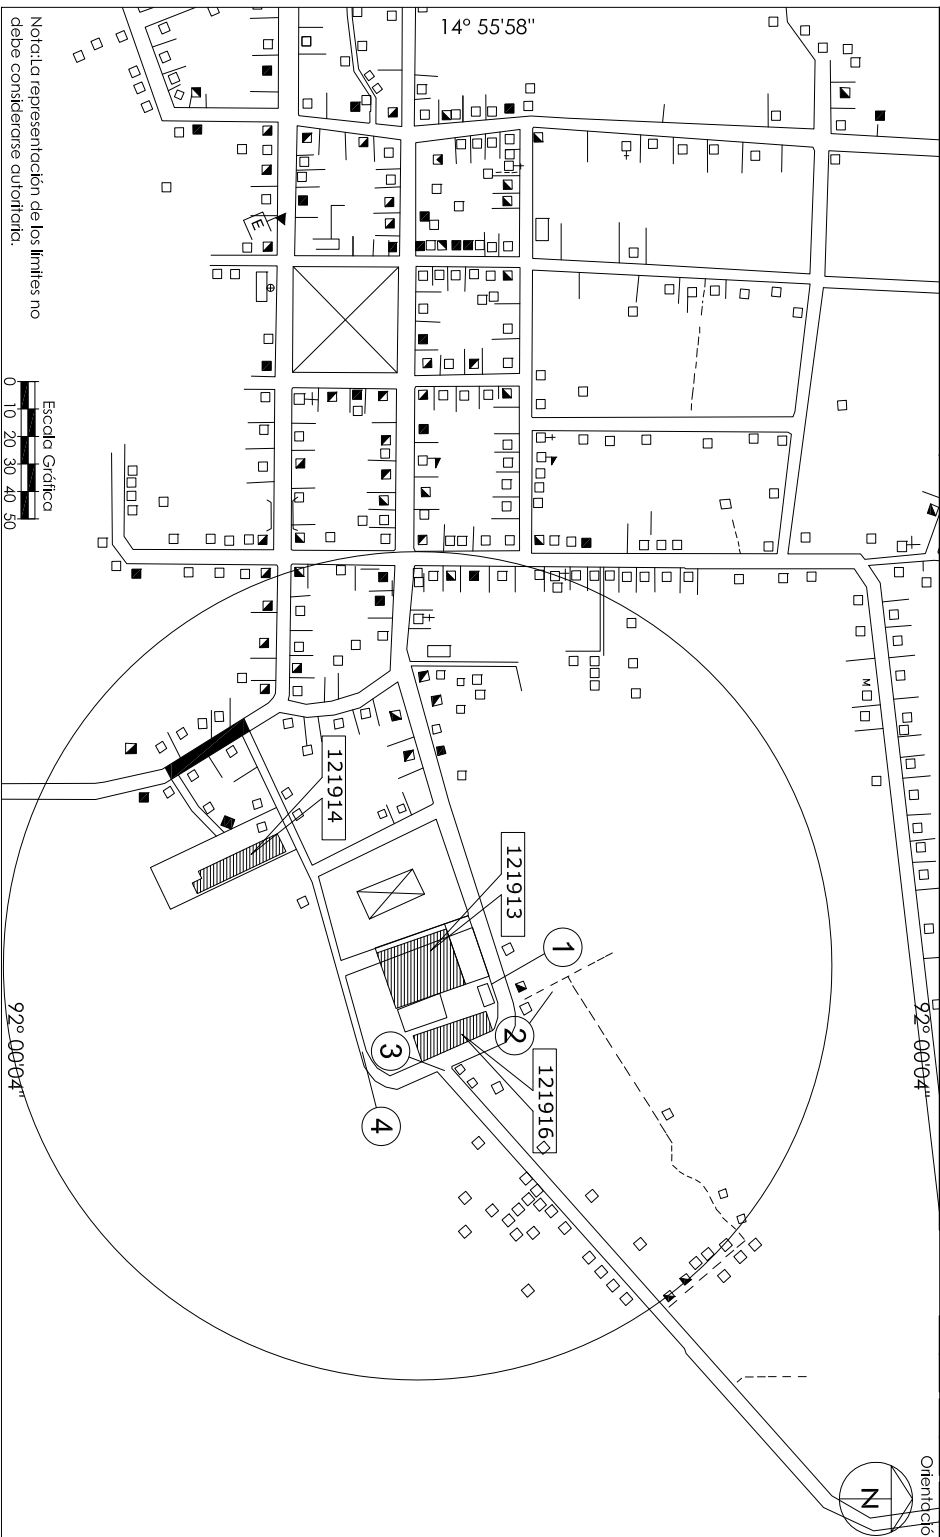 14° 55'58"
Nota:La representación de los límites no
debe considerarse autoritaria.
Escala Gráfica
0 10 20 30 40 50
E
M
121914
121913
121916
1
2
3
4
92° 00'04"
92° 00'04"
Orientació
N